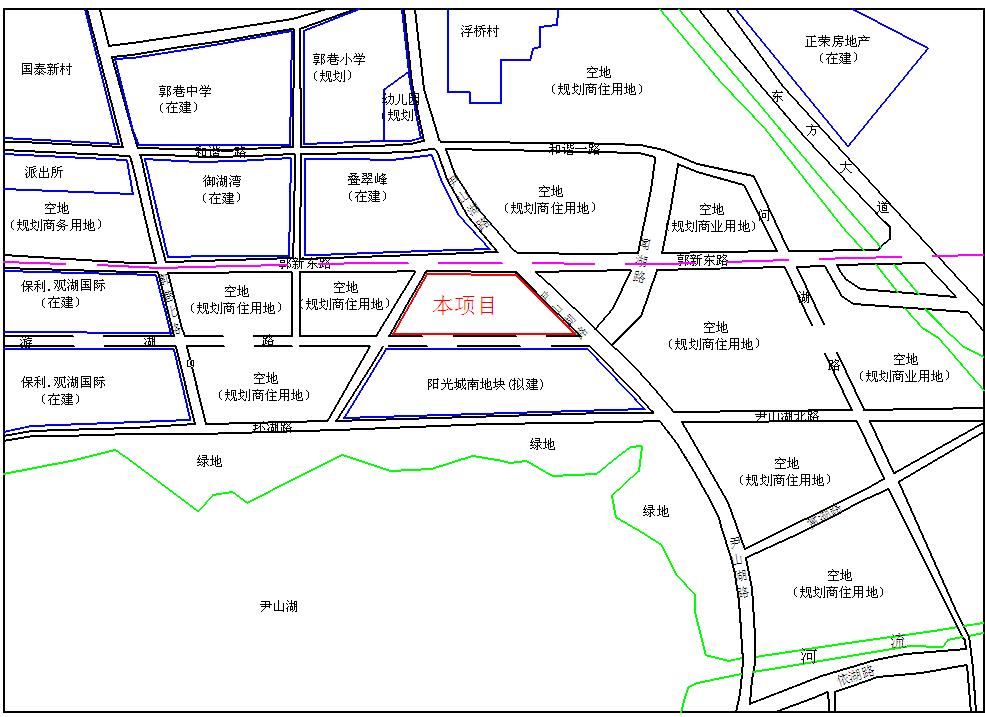 国泰新村
郭巷中学
(在建)
郭巷小学
(规划)
幼儿园
(规划)
浮桥村
空地
(规划商住用地)
正荣房地产
(在建)
东方大道
和谐一路
和谐一路
派出所
空地
(规划商务用地)
御湖湾
(在建)
叠翠峰
(在建)
空地
(规划商住用地)
空地
(规划商业用地)
郭新东路
郭新东路
保利.观湖国际
(在建)
空地
(规划商住用地)
空地
(规划商住用地)
本项目
空地
(规划商住用地)
河湖路
空地
(规划商业用地)
游湖路
保利.观湖国际
(在建)
空地
(规划商住用地)
阳光城南地块(拟建)
尹山湖北路
环湖路
绿地
绿地
绿地
空地
(规划商住用地)
尹山湖路
空地
(规划商住用地)
尹山湖
河流
依湖路